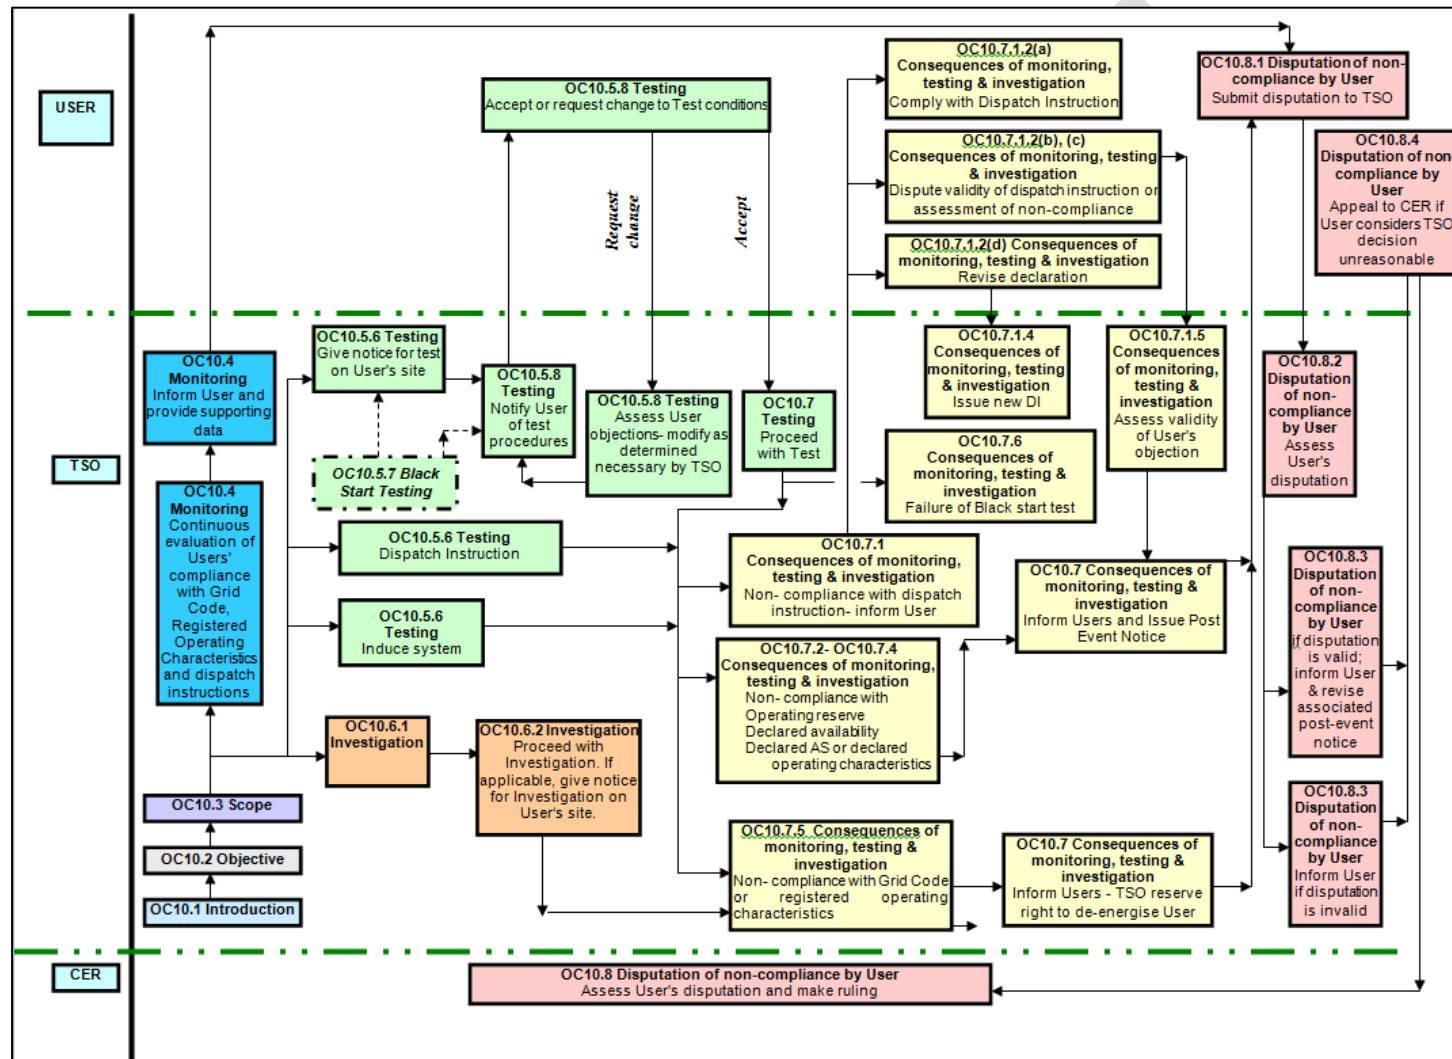 USER
OC10.5.8 Testing
Accept or request change to Test conditions
Request
change
Accept
OC10.7.1.2(a)
Consequences of monitoring,
testing & investigation
Comply with Dispatch Instruction
OC10.7.1.2(b), (c)
Consequences of monitoring, testing
& investigation
Dispute validity of dispatch instruction or
assessment of non-compliance
OC10.7.1.2(d) Consequences of
monitoring, testing & investigation
Revise declaration
OC10.8.1 Disputation of non-
compliance by User
Submit disputation to TSO
OC10.8.4
Disputation of non-
compliance by
User
Appeal to CER if
User considers TSO
decision
unreasonable
TSO
OC10.4
Monitoring
Inform User and
provide supporting
data
OC10.4
Monitoring
Continuous
evaluation of
Users'
compliance
with Grid
Code,
Registered
Operating
Characteristics
and dispatch
instructions
OC10.3 Scope
OC10.2 Objective
OC10.1 Introduction
OC10.5.6 Testing
Give notice for test
on User's site
OC10.5.7 Black
Start Testing
OC10.5.8
Testing
Notify User
of test
procedures
OC10.5.8 Testing
Assess User
objections- modify as
determined
necessary by TSO
OC10.7
Testing
Proceed
with Test
OC10.5.6 Testing
Dispatch Instruction
OC10.5.6
Testing
Induce system
OC10.6.1
Investigation
OC10.6.2 Investigation
Proceed with
Investigation. If
applicable, give notice
for Investigation on
User's site.
OC10.7.1.4
Consequences of
monitoring, testing
& investigation
Issue new DI
OC10.7.1.5
Consequences
of monitoring,
testing &
investigation
Assess validity
of User's
objection
OC10.7.6
Consequences of
monitoring, testing &
investigation
Failure of Black start test
OC10.7.1
Consequences of monitoring,
testing & investigation
Non- compliance with dispatch
instruction- inform User
OC10.7.2- OC10.7.4
Consequences of monitoring,
testing & investigation
Non- compliance with
Operating reserve
Declared availability
Declared AS or declared
operating characteristics
OC10.7 Consequences of
monitoring, testing &
investigation
Inform Users and Issue Post
Event Notice
OC10.7.5 Consequences of
monitoring, testing &
investigation
Non- compliance with Grid Code
or registered operating
characteristics
OC10.7 Consequences of
monitoring, testing &
investigation
Inform Users - TSO reserve
right to de-energise User
OC10.8.2
Disputation
of non-
compliance
by User
Assess
User's
disputation
OC10.8.3
Disputation
of non-
compliance
by User
if disputation
is valid;
inform User
& revise
associated
post-event
notice
OC10.8.3
Disputation
of non-
compliance
by User
Inform User
if disputation
is invalid
CER
OC10.8 Disputation of non-compliance by User
Assess User's disputation and make ruling